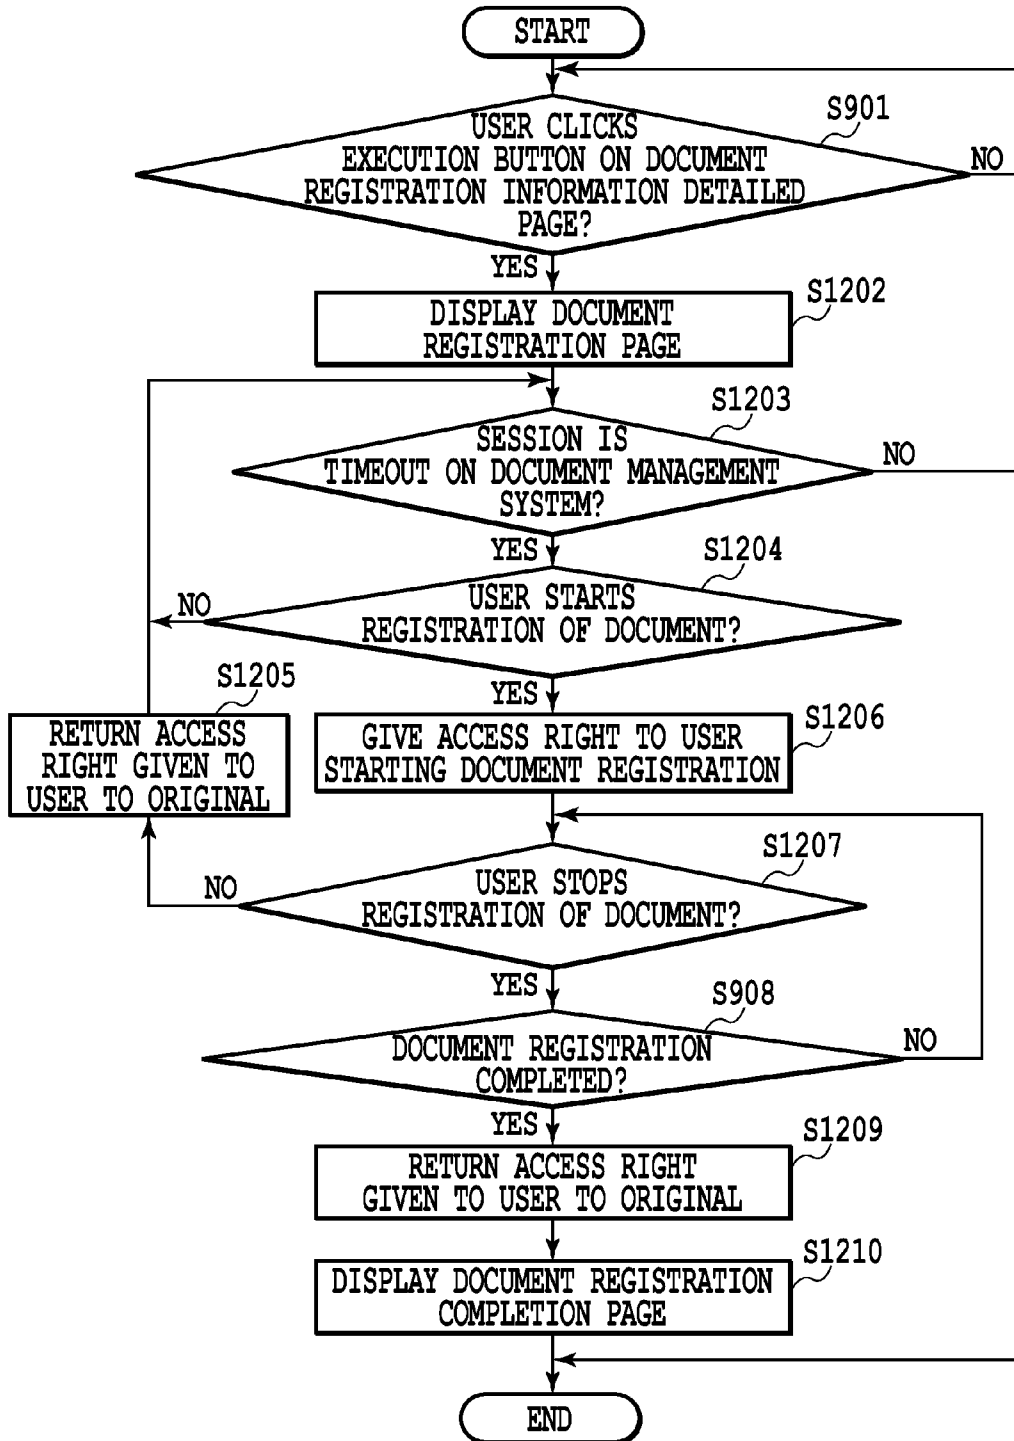 START
S901
USER CLICKS
EXECUTION BUTTON ON DOCUMENT
REGISTRATION INFORMATION DETAILED
PAGE?
NO
YES
S1202
DISPLAY DOCUMENT
REGISTRATION PAGE
S1203
SESSION IS
TIMEOUT ON DOCUMENT MANAGEMENT
SYSTEM?
NO
YES
S1204
USER STARTS
REGISTRATION OF DOCUMENT?
NO
YES
S1205
RETURN ACCESS
RIGHT GIVEN TO
USER TO ORIGINAL
S1206
GIVE ACCESS RIGHT TO USER
STARTING DOCUMENT REGISTRATION
S1207
USER STOPS
REGISTRATION OF DOCUMENT?
NO
YES
S908
DOCUMENT REGISTRATION
COMPLETED?
NO
YES
S1209
RETURN ACCESS RIGHT
GIVEN TO USER TO ORIGINAL
S1210
DISPLAY DOCUMENT REGISTRATION
COMPLETION PAGE
END